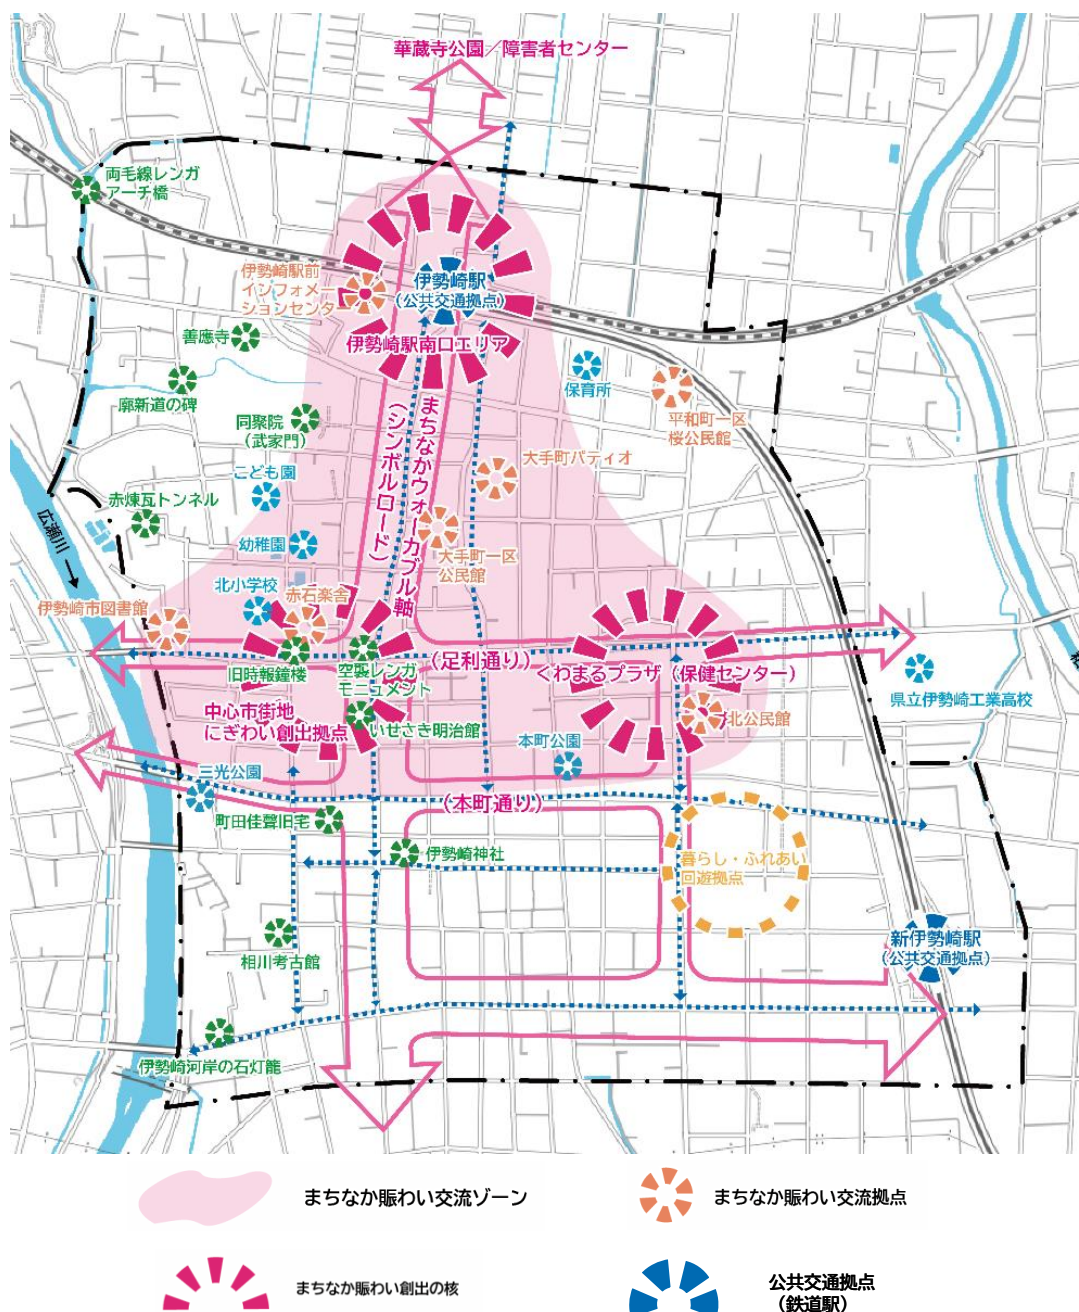 華蔵寺公園／障害者センター
両毛線レンガ
アーチ橋
伊勢崎駅前
インフォメー
ションセンター
伊勢崎駅
(公共交通拠点)
伊勢崎駅南口エリア
善應寺
保育所
廓新道の碑
平和町一区
桜公民館
同聚院
(武家門)
まちなかウォーカブル軸
(シンボルロード)
大手町パティオ
こども園
赤煉瓦トンネル
広瀬川
幼稚園
大手町一区
公民館
北小学校
赤石楽舎
伊勢崎市図書館
旧時報鐘楼
空襲レンガ
モニュメント
(足利通り)
くわまるプラザ（保健センター）
県立伊勢崎工業高校
中心市街地
にぎわい創出拠点
いせさき明治館
北公民館
本町公園
三光公園
町田佳聲旧宅
(本町通り)
伊勢崎神社
暮らし・ふれあい
回遊拠点
相川考古館
新伊勢崎駅
(公共交通拠点)
伊勢崎河岸の石灯籠
まちなか賑わい交流ゾーン
まちなか賑わい交流拠点
まちなか賑わい創出の核
公共交通拠点
(鉄道駅)